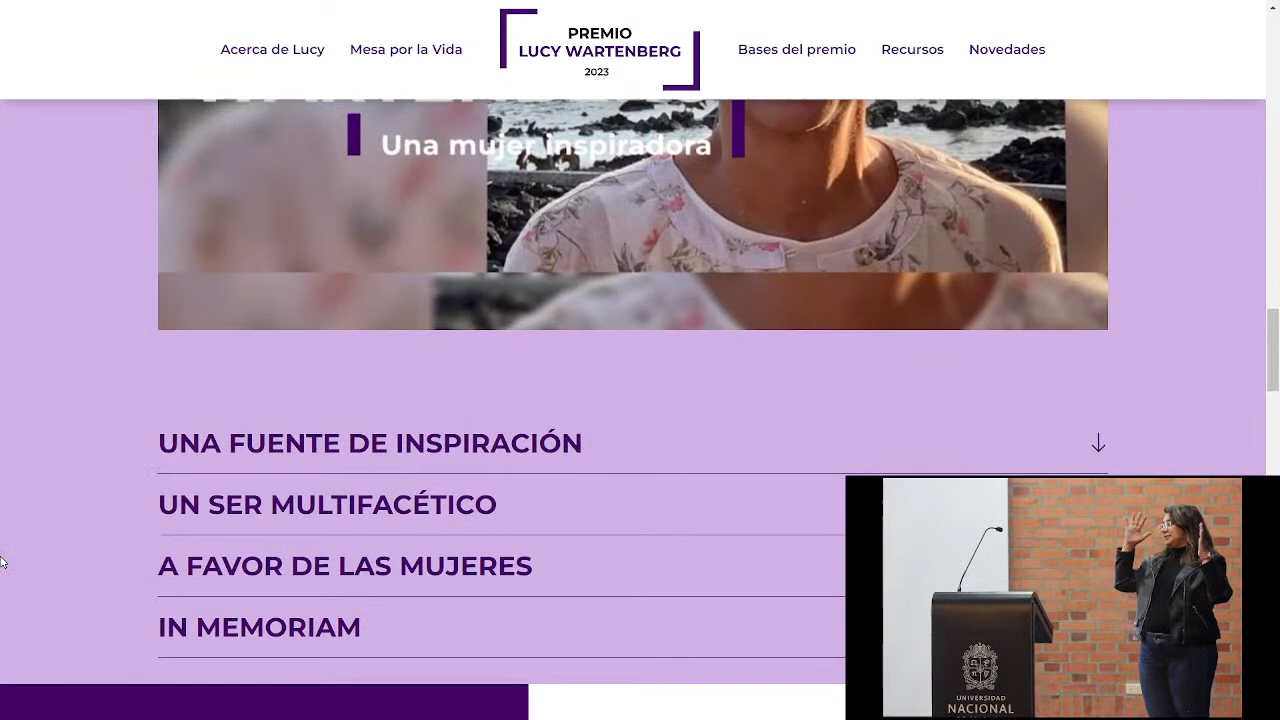 Acerca de Lucy
Mesa por la Vida
PREMIO
LUCY WARTENBERG
2023
Bases del premio
Recursos
Novedades
Una mujer inspiradora
UNA FUENTE DE INSPIRACIÓN
UN SER MULTIFACÉTICO
A FAVOR DE LAS MUJERES
IN MEMORIAM
UNIVERSIDAD
NACIONAL